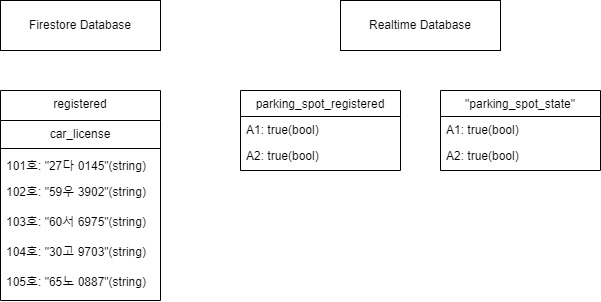 Firestore Database
Realtime Database
registered
car_license
101호: "27다 0145"(string)
102호: "59우 3902"(string)
103호: "60서 6975"(string)
104호: "30고 9703"(string)
105호: "65노 0887"(string)
parking_spot_registered
A1: true(bool)
A2: true(bool)
"parking_spot_state"
A1: true(bool)
A2: true(bool)